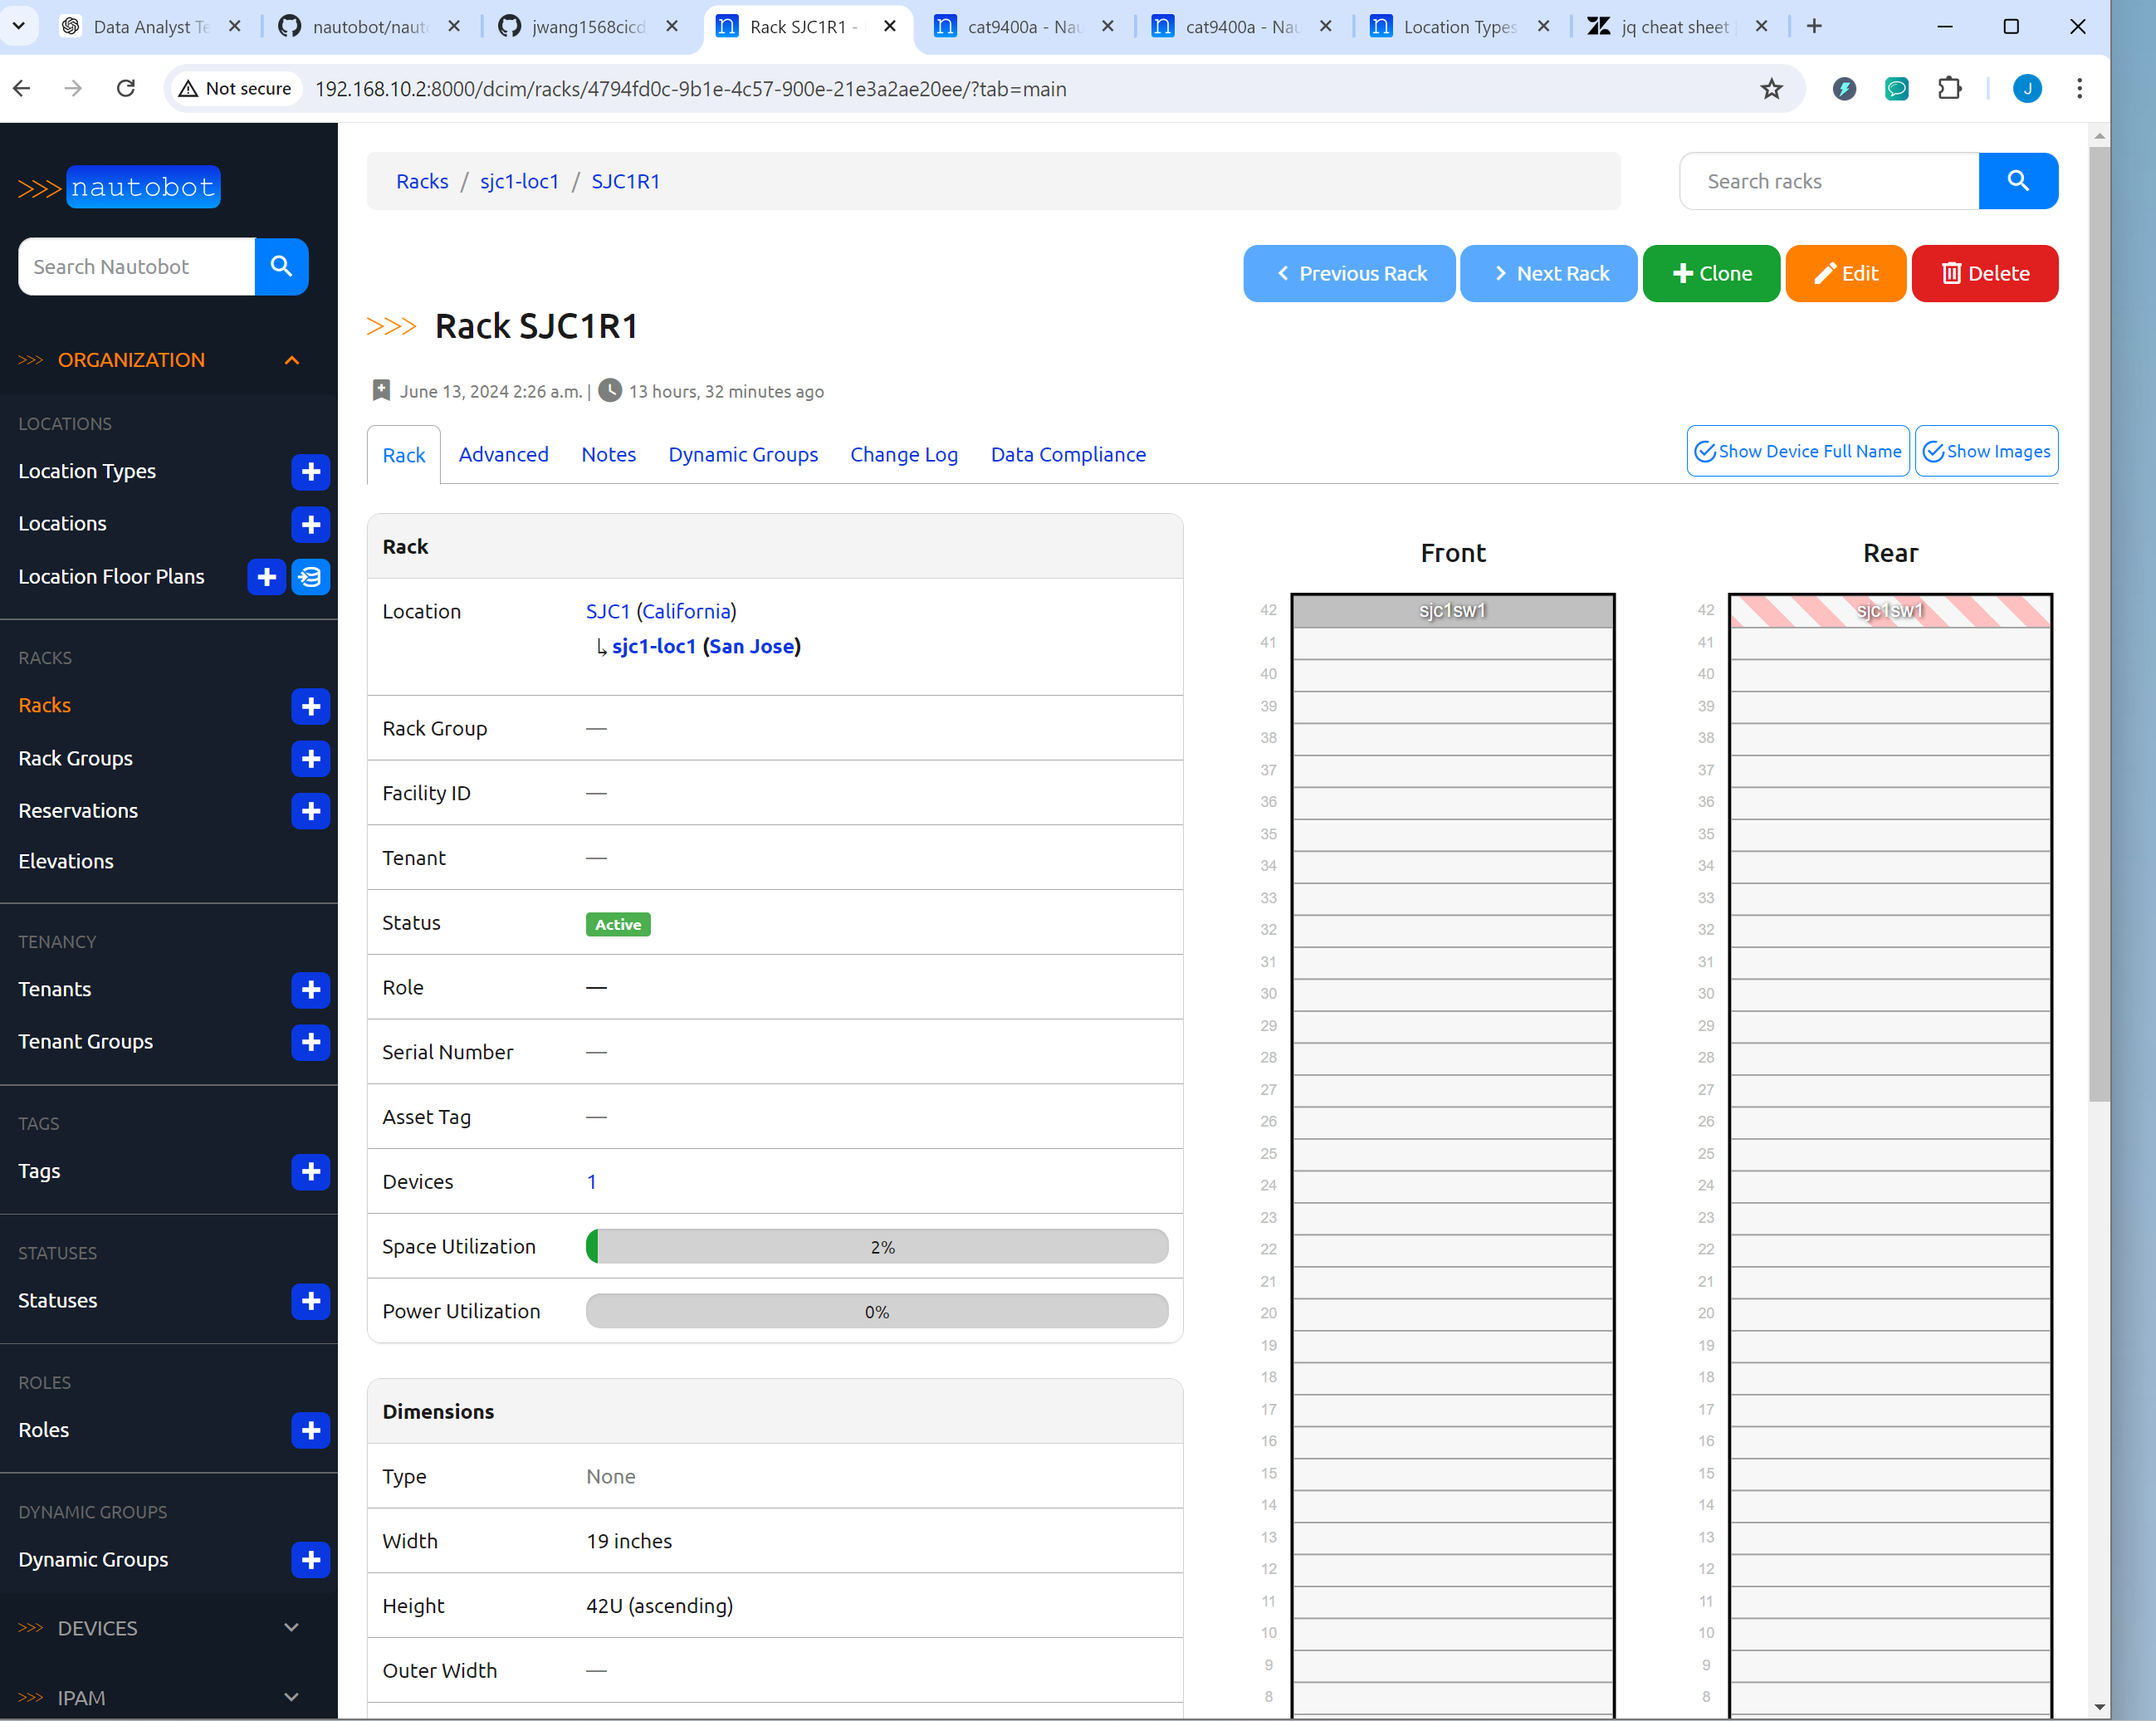 Data Analyst Te
nautobot/naut
jwang1568cicd
Rack SJC1R1 -
cat9400a - Nau
cat9400a - Nau
Location Types
jq cheat sheet
Not secure
192.168.10.2:8000/dcim/racks/4794fd0c-9b1e-4c57-900e-21e3a2ae20ee/?tab=main
J
>>> nautobot
Search Nautobot
>>> ORGANIZATION
LOCATIONS
Location Types
Locations
Location Floor Plans
RACKS
Racks
Rack Groups
Reservations
Elevations
TENANCY
Tenants
Tenant Groups
TAGS
Tags
STATUSES
Statuses
ROLES
Roles
DYNAMIC GROUPS
Dynamic Groups
>>> DEVICES
>>> IPAM
Racks / sjc1-loc1 / SJC1R1
Search racks
Previous Rack
Next Rack
Clone
Edit
Delete
>>> Rack SJC1R1
June 13, 2024 2:26 a.m. | 13 hours, 32 minutes ago
Rack
Advanced
Notes
Dynamic Groups
Change Log
Data Compliance
Show Device Full Name
Show Images
Rack
Location SJC1 (California)
↳ sjc1-loc1 (San Jose)
Rack Group —
Facility ID —
Tenant —
Status Active
Role —
Serial Number —
Asset Tag —
Devices 1
Space Utilization 2%
Power Utilization 0%
Dimensions
Type None
Width 19 inches
Height 42U (ascending)
Outer Width —
Front
42 sjc1sw1
41
40
39
38
37
36
35
34
33
32
31
30
29
28
27
26
25
24
23
22
21
20
19
18
17
16
15
14
13
12
11
10
9
8
Rear
42 sjc1sw1
41
40
39
38
37
36
35
34
33
32
31
30
29
28
27
26
25
24
23
22
21
20
19
18
17
16
15
14
13
12
11
10
9
8